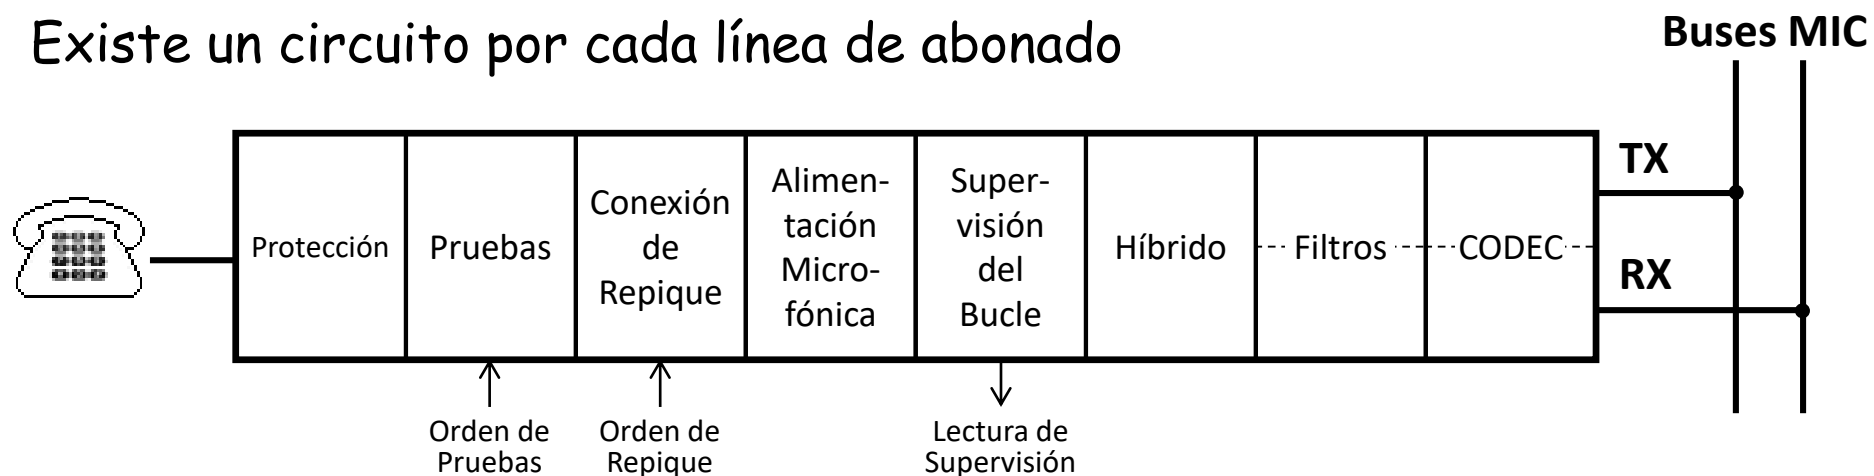 Existe un circuito por cada línea de abonado
Buses MIC
Protección
Pruebas
Conexión
de
Repique
Alimen-
tación
Micro-
fónica
Super-
visión
del
Bucle
Híbrido
Filtros
CODEC
TX
RX
Orden de
Pruebas
Orden de
Repique
Lectura de
Supervisión